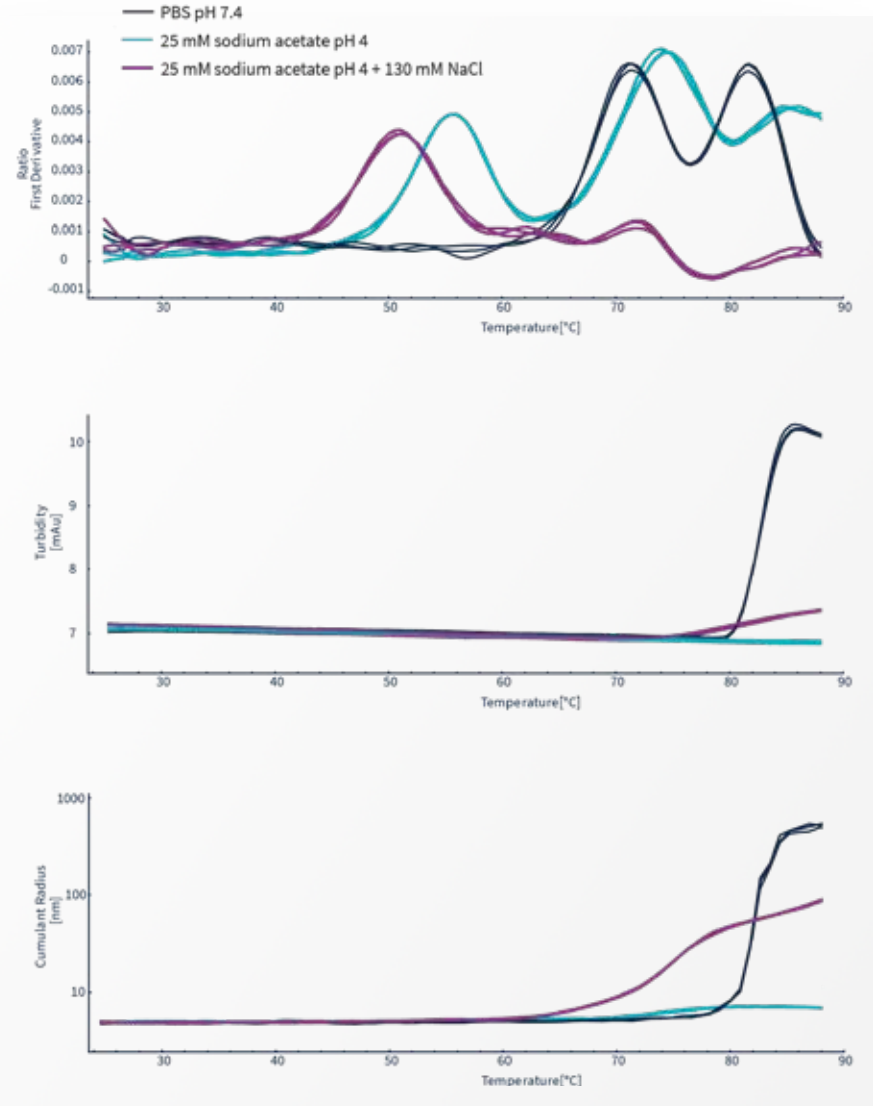 PBS pH 7.4
25 mM sodium acetate pH 4
25 mM sodium acetate pH 4 + 130 mM NaCl
Ratio
First Derivative
0.007
0.006
0.005
0.004
0.003
0.002
0.001
0
-0.001
30 40 50 60 70 80 90
Temperature[°C]
Turbidity
[mAu]
10
9
8
7
30 40 50 60 70 80 90
Temperature[°C]
Cumulant Radius
[nm]
1000
100
10
30 40 50 60 70 80 90
Temperature[°C]